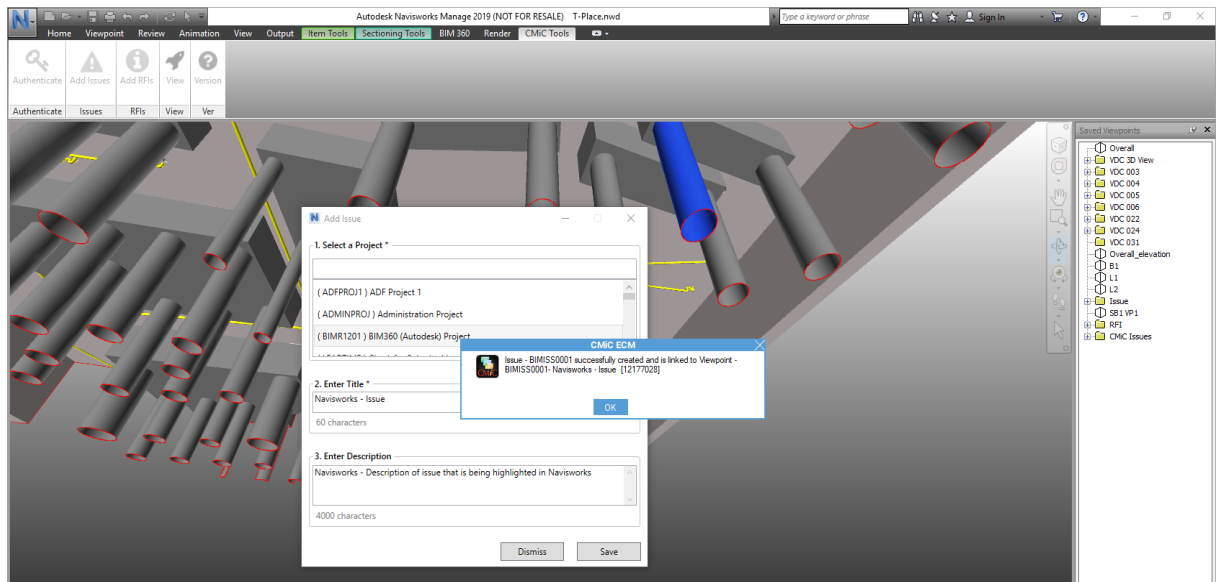 N
Autodesk Navisworks Manage 2019 (NOT FOR RESALE) T-Place.nwd
Type a keyword or phrase
Sign In
Home Viewpoint Review Animation View Output Item Tools Sectioning Tools BIM 360 Render CMiC Tools
Authenticate Add Issues Add RFIs View Version
Authenticate Issues RFIs View Ver
Saved Viewpoints
Overall
VDC 3D View
VDC 003
VDC 004
VDC 005
VDC 006
VDC 022
VDC 024
VDC 031
Overall_elevation
B1
L1
L2
Issue
SB1 VP1
RFI
CMiC Issues
N Add Issue
1. Select a Project *
( ADFPROJ1 ) ADF Project 1
( ADMINPROJ ) Administration Project
( BIMR1201 ) BIM360 (Autodesk) Project
2. Enter Title *
Navisworks - Issue
60 characters
3. Enter Description
Navisworks - Description of issue that is being highlighted in Navisworks
4000 characters
Dismiss Save
CMiC ECM
CMiC
Issue - BIMISS0001 successfully created and is linked to Viewpoint -
BIMISS0001- Navisworks - Issue [12177028]
OK